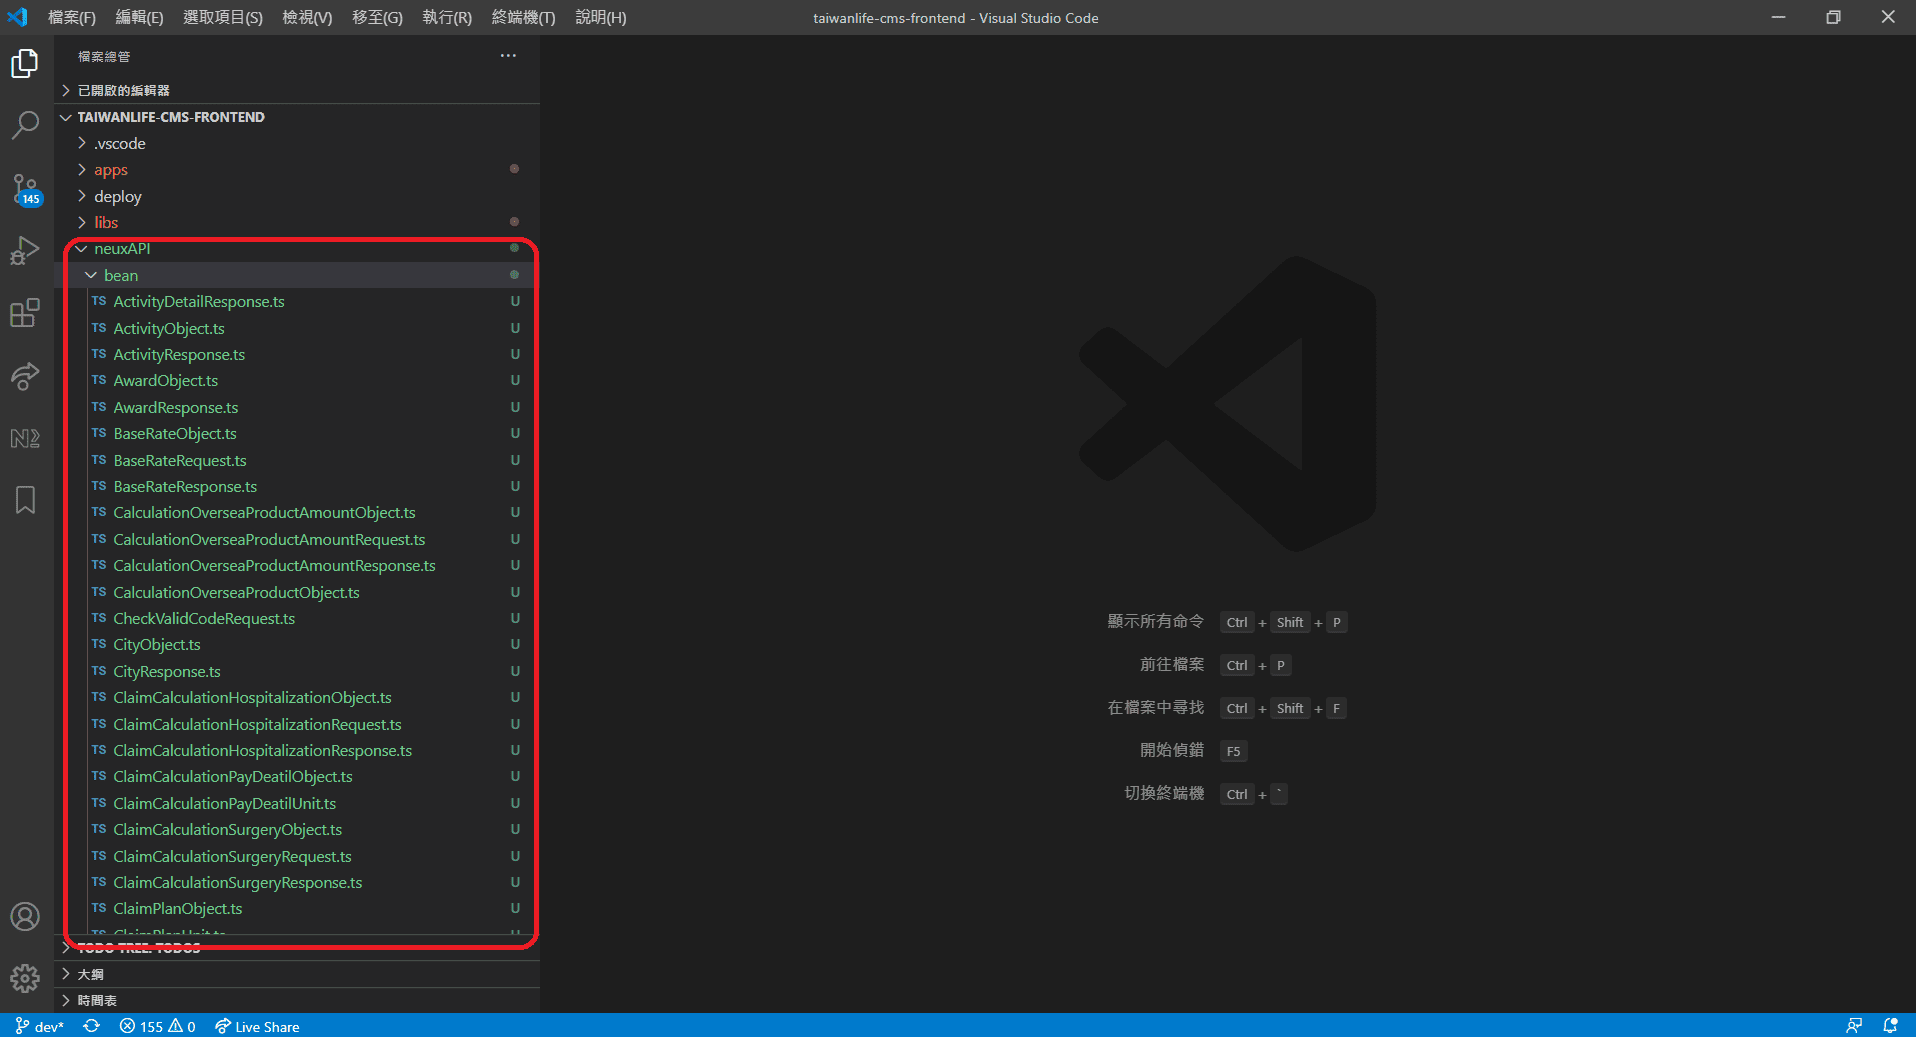 檔案(F) 編輯(E) 選取項目(S) 檢視(V) 移至(G) 執行(R) 終端機(T) 說明(H)
taiwanlife-cms-frontend - Visual Studio Code
檔案總管
已開啟的編輯器
TAIWANLIFE-CMS-FRONTEND
.vscode
apps
deploy
145
libs
neuxAPI
bean
TS ActivityDetailResponse.ts U
TS ActivityObject.ts U
TS ActivityResponse.ts U
TS AwardObject.ts U
TS AwardResponse.ts U
TS BaseRateObject.ts U
TS BaseRateRequest.ts U
TS BaseRateResponse.ts U
TS CalculationOverseaProductAmountObject.ts U
TS CalculationOverseaProductAmountRequest.ts U
TS CalculationOverseaProductAmountResponse.ts U
TS CalculationOverseaProductObject.ts U
TS CheckValidCodeRequest.ts U
TS CityObject.ts U
TS CityResponse.ts U
TS ClaimCalculationHospitalizationObject.ts U
TS ClaimCalculationHospitalizationRequest.ts U
TS ClaimCalculationHospitalizationResponse.ts U
TS ClaimCalculationPayDeatilObject.ts U
TS ClaimCalculationPayDeatilUnit.ts U
TS ClaimCalculationSurgeryObject.ts U
TS ClaimCalculationSurgeryRequest.ts U
TS ClaimCalculationSurgeryResponse.ts U
TS ClaimPlanObject.ts U
TS ClaimPlanUnit.ts U
TODO TREE: TODOS
大綱
時間表
顯示所有命令 Ctrl + Shift + P
前往檔案 Ctrl + P
在檔案中尋找 Ctrl + Shift + F
開始偵錯 F5
切換終端機 Ctrl + `
dev* 155 0 Live Share